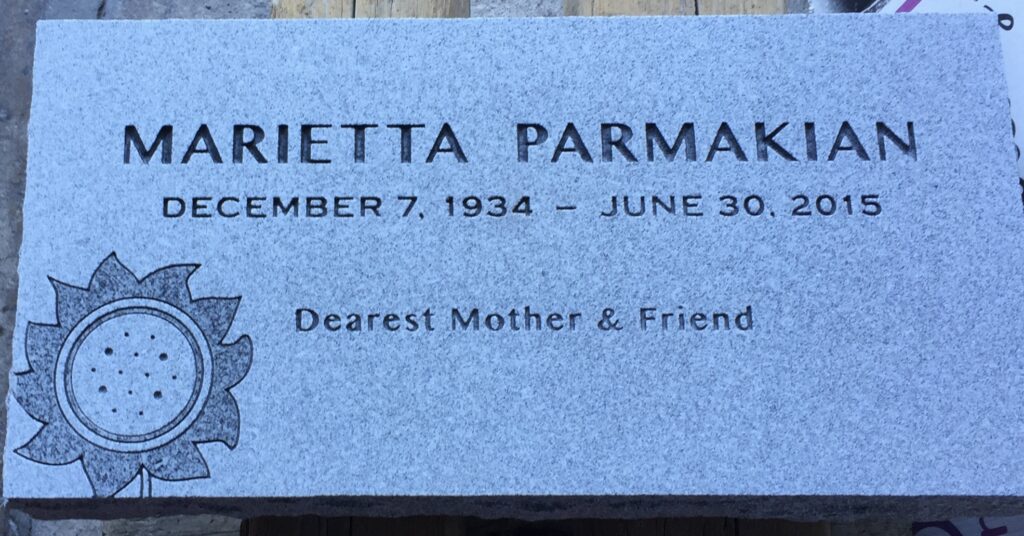 MARIETTA PARMAKIAN
DECEMBER 7, 1934 – JUNE 30, 2015
Dearest Mother & Friend